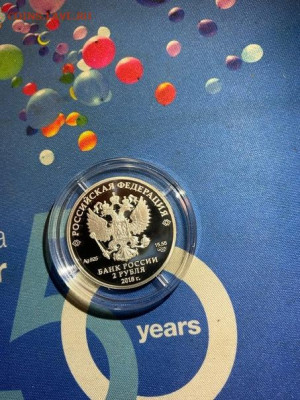 РОССИЙСКАЯ ФЕДЕРАЦИЯ
Ag 925
15,55
БАНК РОССИИ
2 РУБЛЯ
2018 г.
a
r
50
years